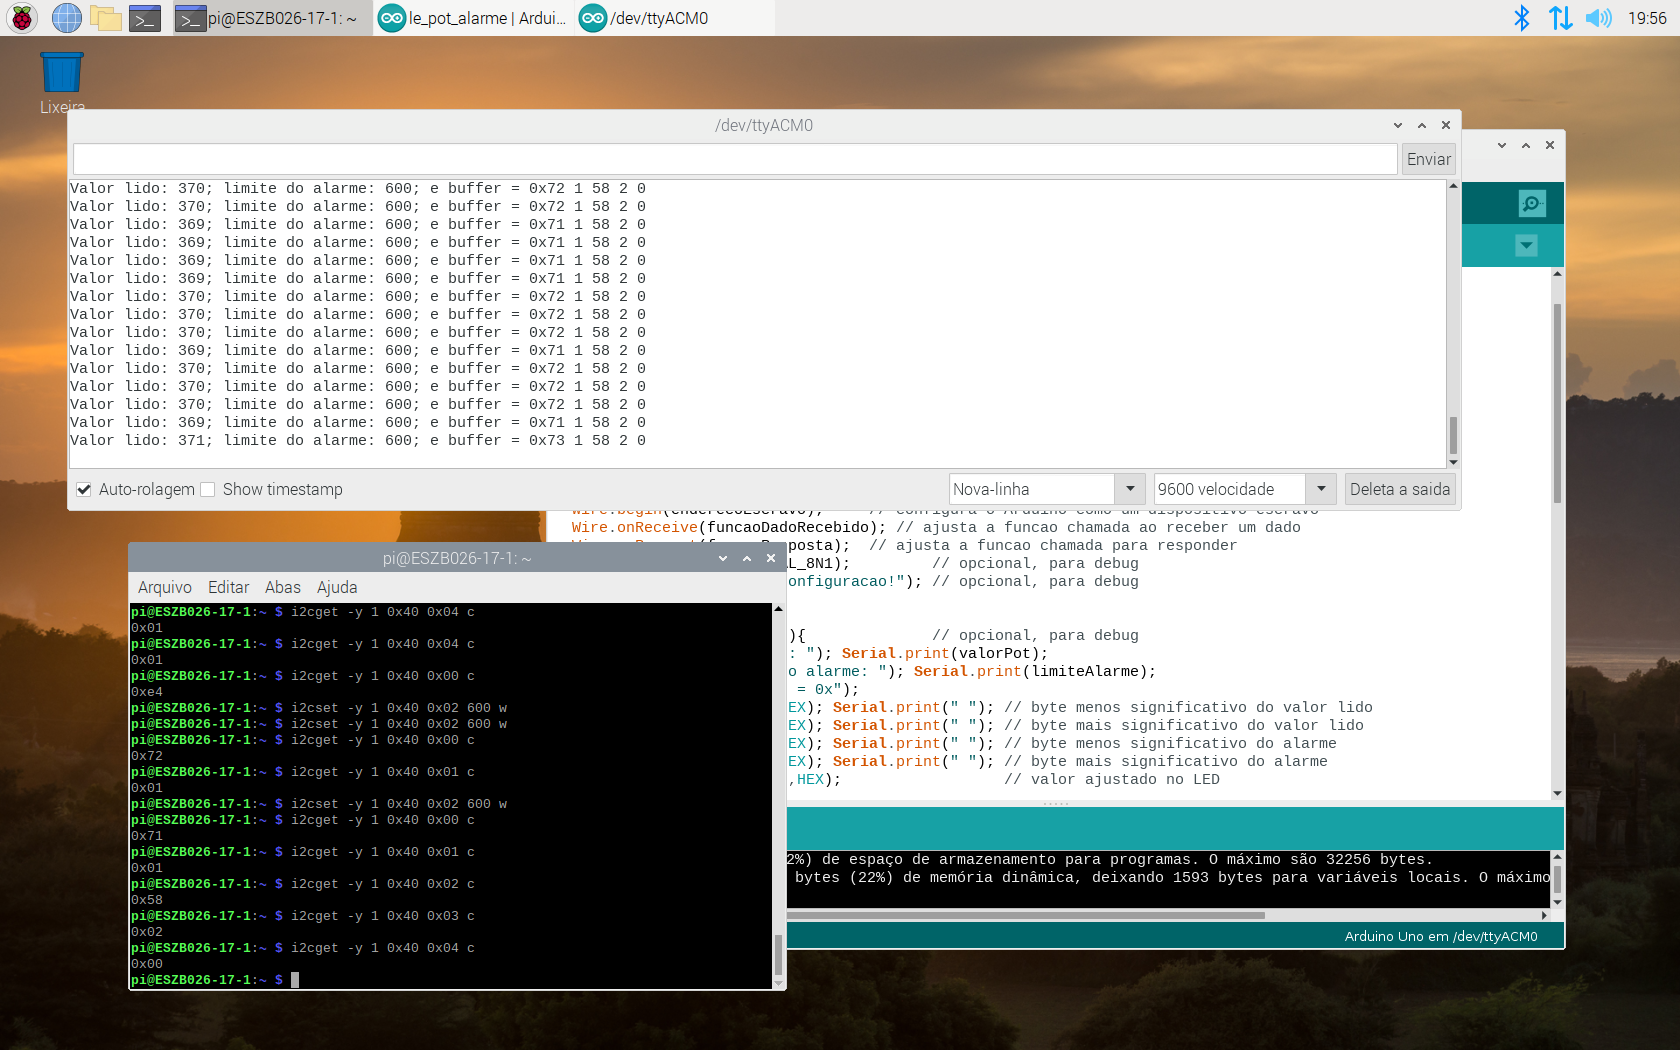 pi@ESZB026-17-1: ~
le_pot_alarme | Ardui...
/dev/ttyACM0
19:56
Lixeira
/dev/ttyACM0
Enviar
Valor lido: 370; limite do alarme: 600; e buffer = 0x72 1 58 2 0
Valor lido: 370; limite do alarme: 600; e buffer = 0x72 1 58 2 0
Valor lido: 369; limite do alarme: 600; e buffer = 0x71 1 58 2 0
Valor lido: 369; limite do alarme: 600; e buffer = 0x71 1 58 2 0
Valor lido: 369; limite do alarme: 600; e buffer = 0x71 1 58 2 0
Valor lido: 369; limite do alarme: 600; e buffer = 0x71 1 58 2 0
Valor lido: 370; limite do alarme: 600; e buffer = 0x72 1 58 2 0
Valor lido: 370; limite do alarme: 600; e buffer = 0x72 1 58 2 0
Valor lido: 370; limite do alarme: 600; e buffer = 0x72 1 58 2 0
Valor lido: 369; limite do alarme: 600; e buffer = 0x71 1 58 2 0
Valor lido: 370; limite do alarme: 600; e buffer = 0x72 1 58 2 0
Valor lido: 370; limite do alarme: 600; e buffer = 0x72 1 58 2 0
Valor lido: 370; limite do alarme: 600; e buffer = 0x72 1 58 2 0
Valor lido: 369; limite do alarme: 600; e buffer = 0x71 1 58 2 0
Valor lido: 371; limite do alarme: 600; e buffer = 0x73 1 58 2 0
Auto-rolagem
Show timestamp
Nova-linha
9600 velocidade
Deleta a saida
Wire.begin(enderecoEscravo); // configura o Arduino como um dispositivo escravo
Wire.onReceive(funcaoDadoRecebido); // ajusta a funcao chamada ao receber um dado
posta); // ajusta a funcao chamada para responder
L_8N1); // opcional, para debug
onfiguracao!"); // opcional, para debug
){ // opcional, para debug
: "); Serial.print(valorPot);
o alarme: "); Serial.print(limiteAlarme);
= 0x");
EX); Serial.print(" "); // byte menos significativo do valor lido
EX); Serial.print(" "); // byte mais significativo do valor lido
EX); Serial.print(" "); // byte menos significativo do alarme
EX); Serial.print(" "); // byte mais significativo do alarme
,HEX); // valor ajustado no LED
2%) de espaço de armazenamento para programas. O máximo são 32256 bytes.
bytes (22%) de memória dinâmica, deixando 1593 bytes para variáveis locais. O máximo
Arduino Uno em /dev/ttyACM0
pi@ESZB026-17-1: ~
Arquivo Editar Abas Ajuda
pi@ESZB026-17-1:~ $ i2cget -y 1 0x40 0x04 c
0x01
pi@ESZB026-17-1:~ $ i2cget -y 1 0x40 0x04 c
0x01
pi@ESZB026-17-1:~ $ i2cget -y 1 0x40 0x00 c
0xe4
pi@ESZB026-17-1:~ $ i2cset -y 1 0x40 0x02 600 w
pi@ESZB026-17-1:~ $ i2cset -y 1 0x40 0x02 600 w
pi@ESZB026-17-1:~ $ i2cget -y 1 0x40 0x00 c
0x72
pi@ESZB026-17-1:~ $ i2cget -y 1 0x40 0x01 c
0x01
pi@ESZB026-17-1:~ $ i2cset -y 1 0x40 0x02 600 w
pi@ESZB026-17-1:~ $ i2cget -y 1 0x40 0x00 c
0x71
pi@ESZB026-17-1:~ $ i2cget -y 1 0x40 0x01 c
0x01
pi@ESZB026-17-1:~ $ i2cget -y 1 0x40 0x02 c
0x58
pi@ESZB026-17-1:~ $ i2cget -y 1 0x40 0x03 c
0x02
pi@ESZB026-17-1:~ $ i2cget -y 1 0x40 0x04 c
0x00
pi@ESZB026-17-1:~ $